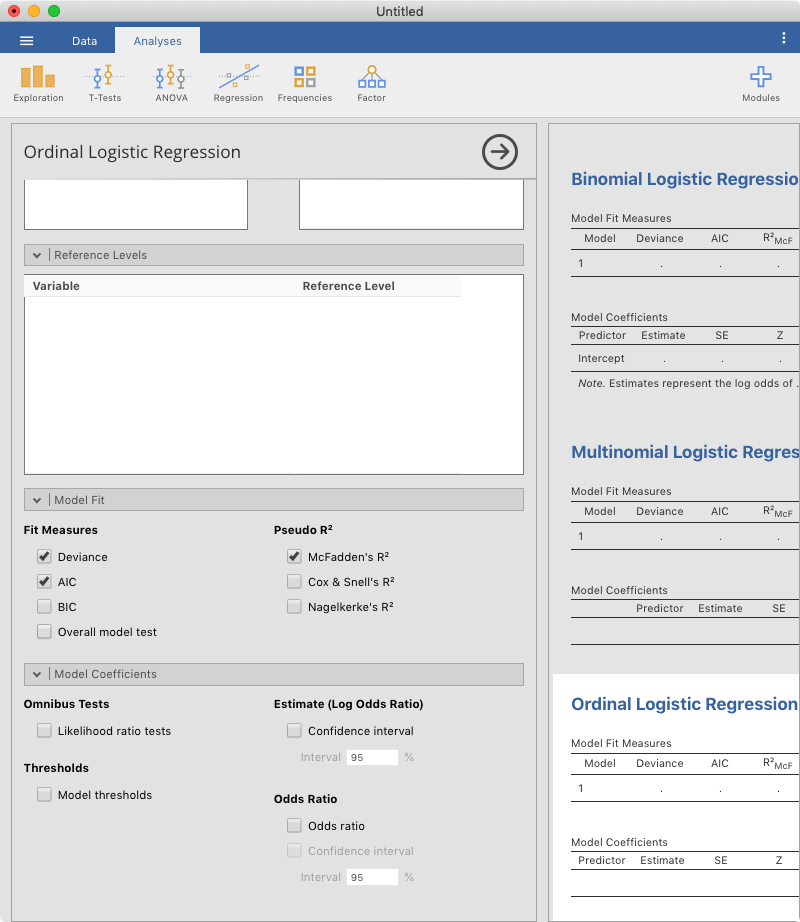 Untitled
Data
Analyses
Exploration
T-Tests
ANOVA
Regression
Frequencies
Factor
Modules
Ordinal Logistic Regression
Reference Levels
Variable Reference Level
Model Fit
Fit Measures
Deviance
AIC
BIC
Overall model test
Pseudo R²
McFadden's R²
Cox & Snell's R²
Nagelkerke's R²
Model Coefficients
Omnibus Tests
Likelihood ratio tests
Thresholds
Model thresholds
Estimate (Log Odds Ratio)
Confidence interval
Interval 95 %
Odds Ratio
Odds ratio
Confidence interval
Interval 95 %
Binomial Logistic Regressio
Model Fit Measures
Model Deviance AIC R²McF
1 . . .
Model Coefficients
Predictor Estimate SE Z
Intercept . . .
Note. Estimates represent the log odds of .
Multinomial Logistic Regres
Model Fit Measures
Model Deviance AIC R²McF
1 . . .
Model Coefficients
Predictor Estimate SE
Ordinal Logistic Regression
Model Fit Measures
Model Deviance AIC R²McF
1 . . .
Model Coefficients
Predictor Estimate SE Z